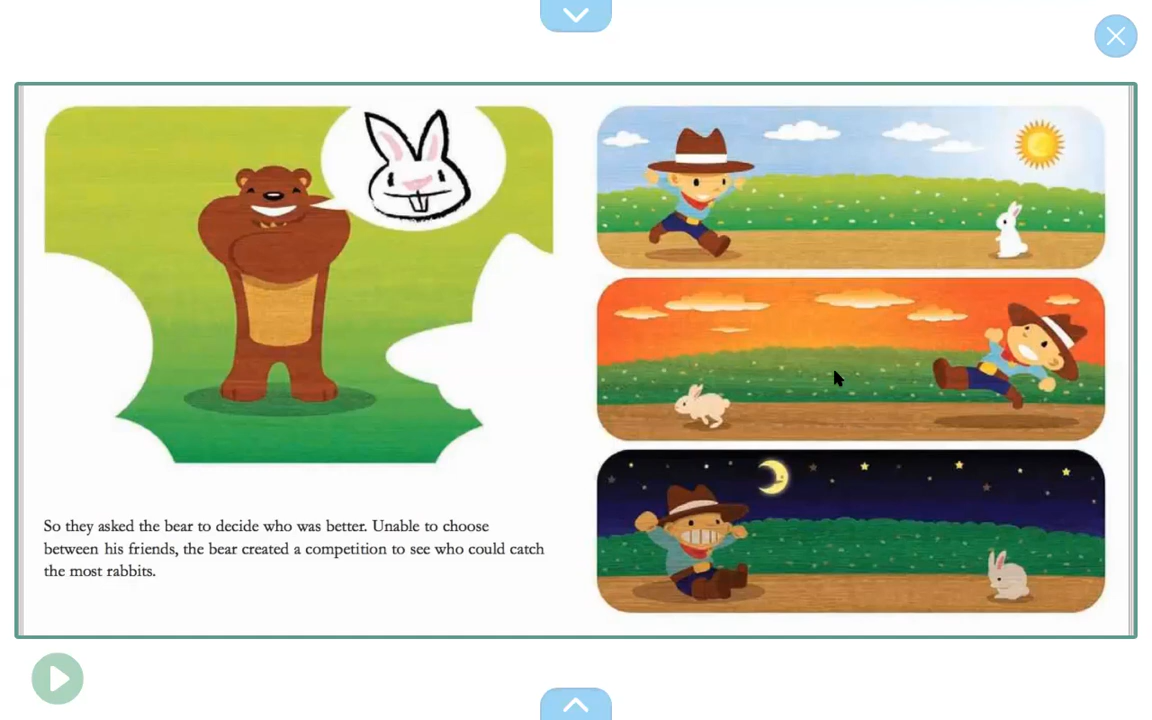 So they asked the bear to decide who was better. Unable to choose
between his friends, the bear created a competition to see who could catch
the most rabbits.